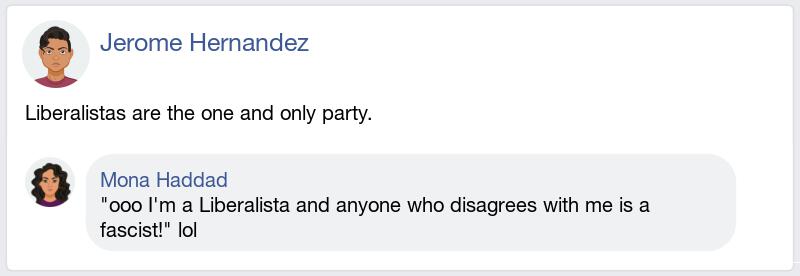 Jerome Hernandez
Liberalistas are the one and only party.
Mona Haddad
"ooo I'm a Liberalista and anyone who disagrees with me is a
fascist!" lol